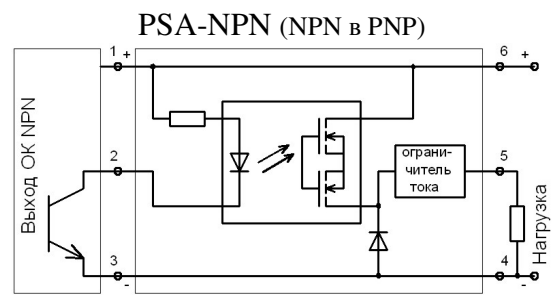 PSA-NPN (NPN в PNP)
1 +
6 +
Выход ОК NPN
2
ограни-
читель
тока
5
Нагрузка
3 -
4 -